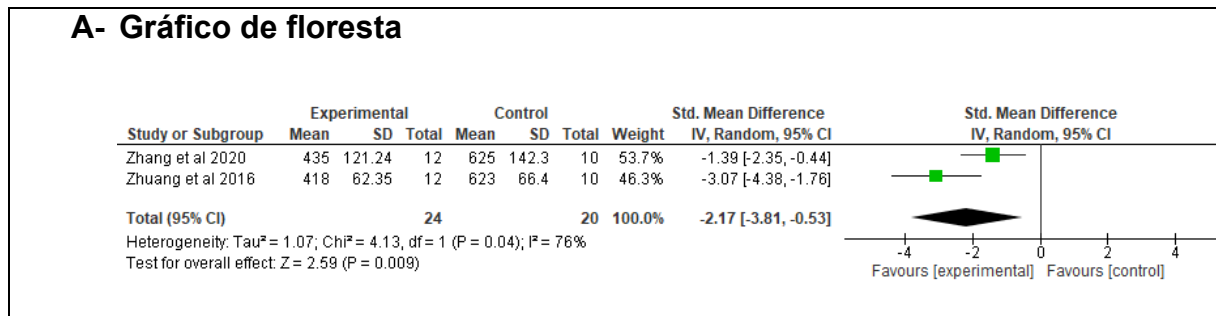 A- Gráfico de floresta
Experimental Control Std. Mean Difference Std. Mean Difference
Study or Subgroup Mean SD Total Mean SD Total Weight IV, Random, 95% CI IV, Random, 95% CI
Zhang et al 2020 435 121.24 12 625 142.3 10 53.7% -1.39 [-2.35, -0.44]
Zhuang et al 2016 418 62.35 12 623 66.4 10 46.3% -3.07 [-4.38, -1.76]
Total (95% CI) 24 20 100.0% -2.17 [-3.81, -0.53]
Heterogeneity: Tau² = 1.07; Chi² = 4.13, df = 1 (P = 0.04); I² = 76%
Test for overall effect: Z = 2.59 (P = 0.009)
-4 -2 0 2 4
Favours [experimental] Favours [control]